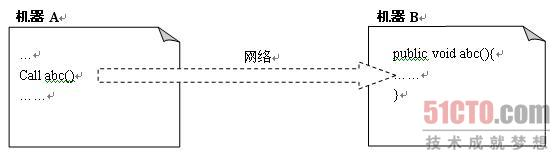 机器 A
…
Call abc()
……
网络
机器 B
public void abc(){
……
}
51CTO.com
技术成就梦想